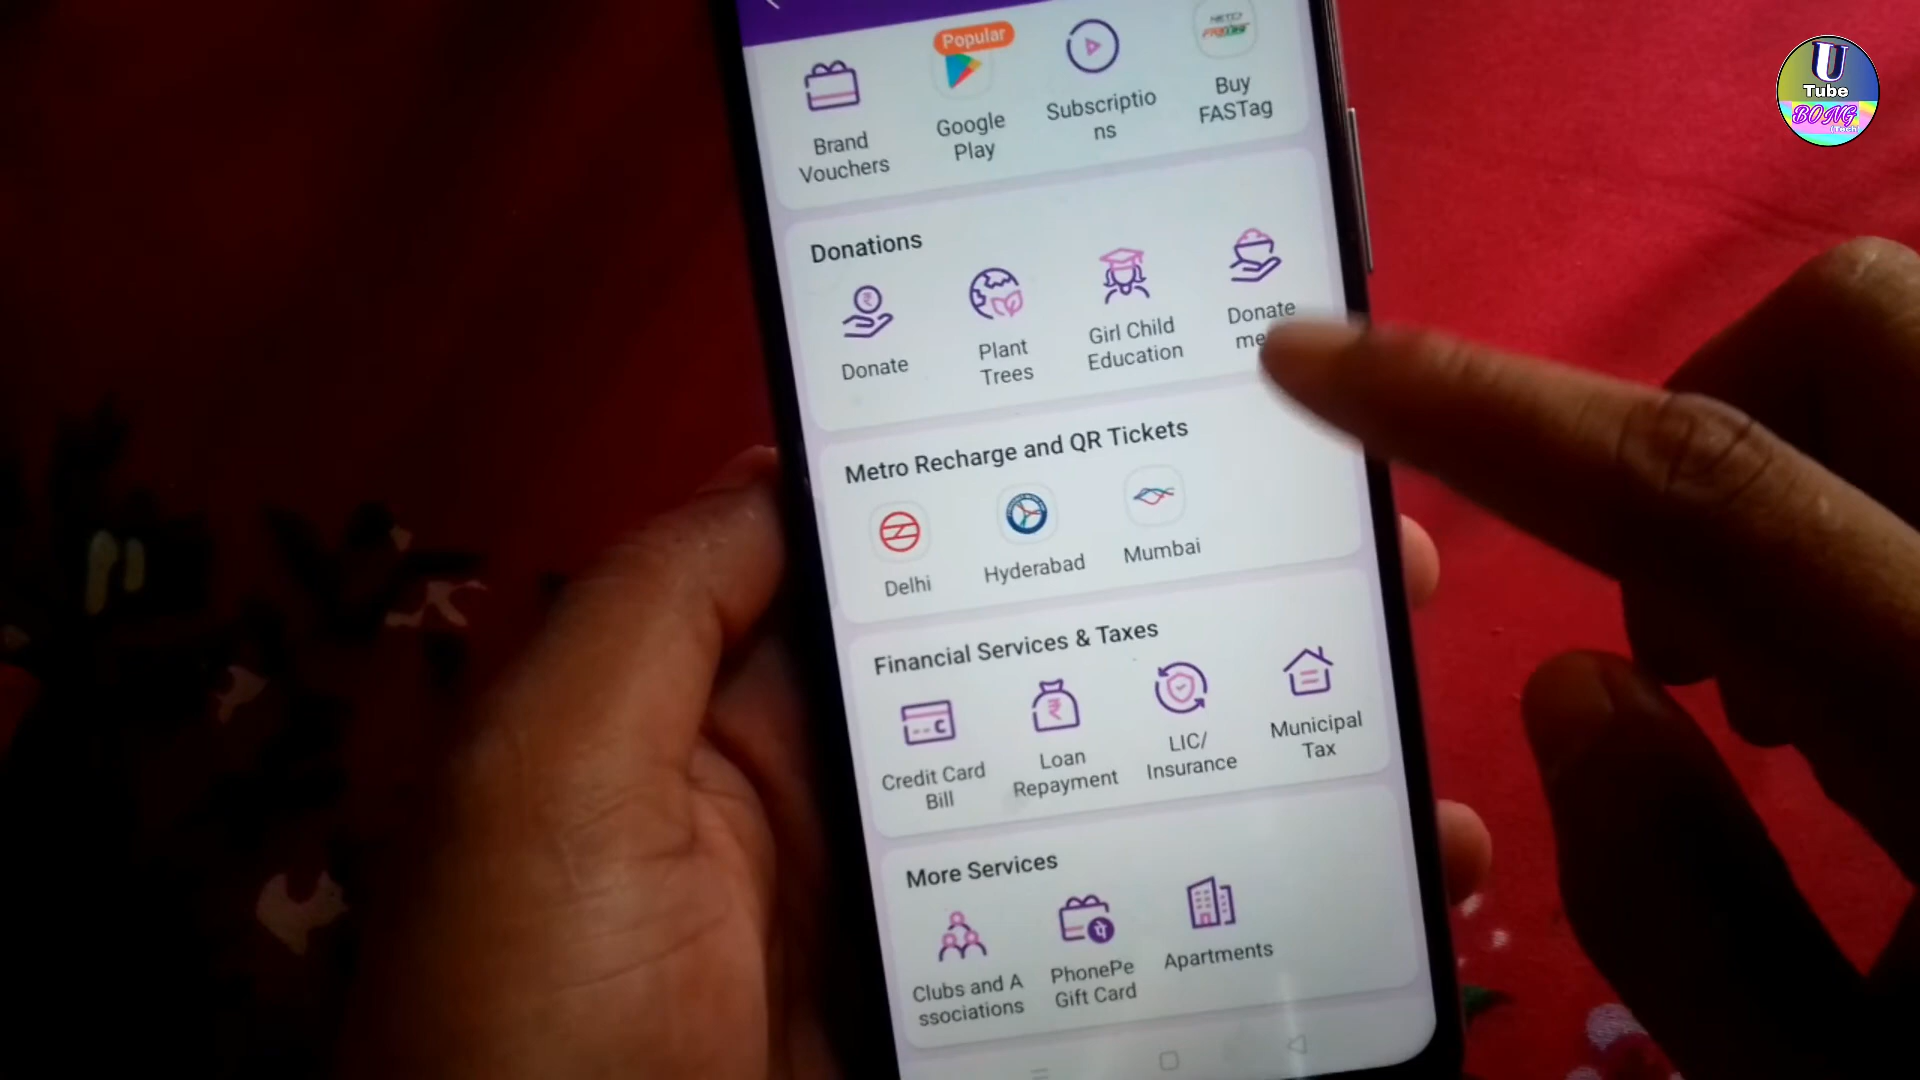 Popular
Brand
Vouchers
Google
Play
Subscriptio
ns
Buy
FASTag
Donations
Donate
Plant
Trees
Girl Child
Education
Donate
Metro Recharge and QR Tickets
Delhi
Hyderabad
Mumbai
Financial Services & Taxes
Credit Card
Bill
Loan
Repayment
LIC/
Insurance
Municipal
Tax
More Services
Clubs and A
ssociations
PhonePe
Gift Card
Apartments
U
Tube
BONG
Tech